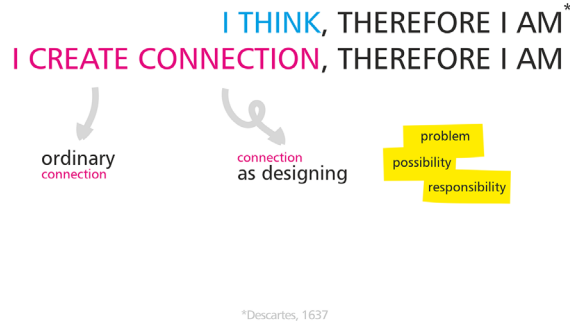 I THINK, THEREFORE I AM*
I CREATE CONNECTION, THEREFORE I AM
ordinary
connection
connection
as designing
problem
possibility
responsibility
*Descartes, 1637